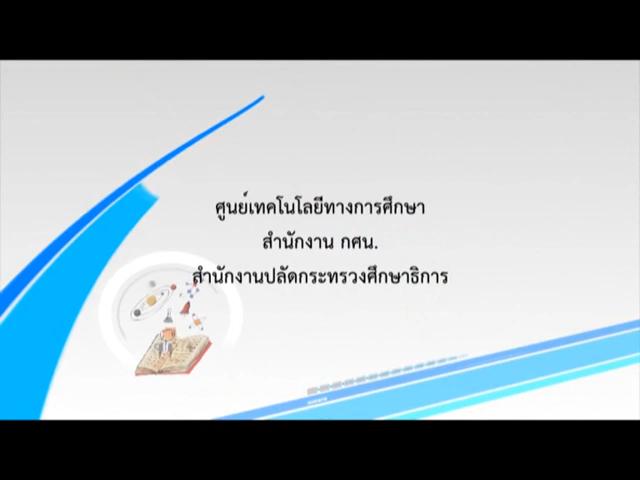 ศูนย์เทคโนโลยีทางการศึกษา
สำนักงาน กศน.
สำนักงานปลัดกระทรวงศึกษาธิการ